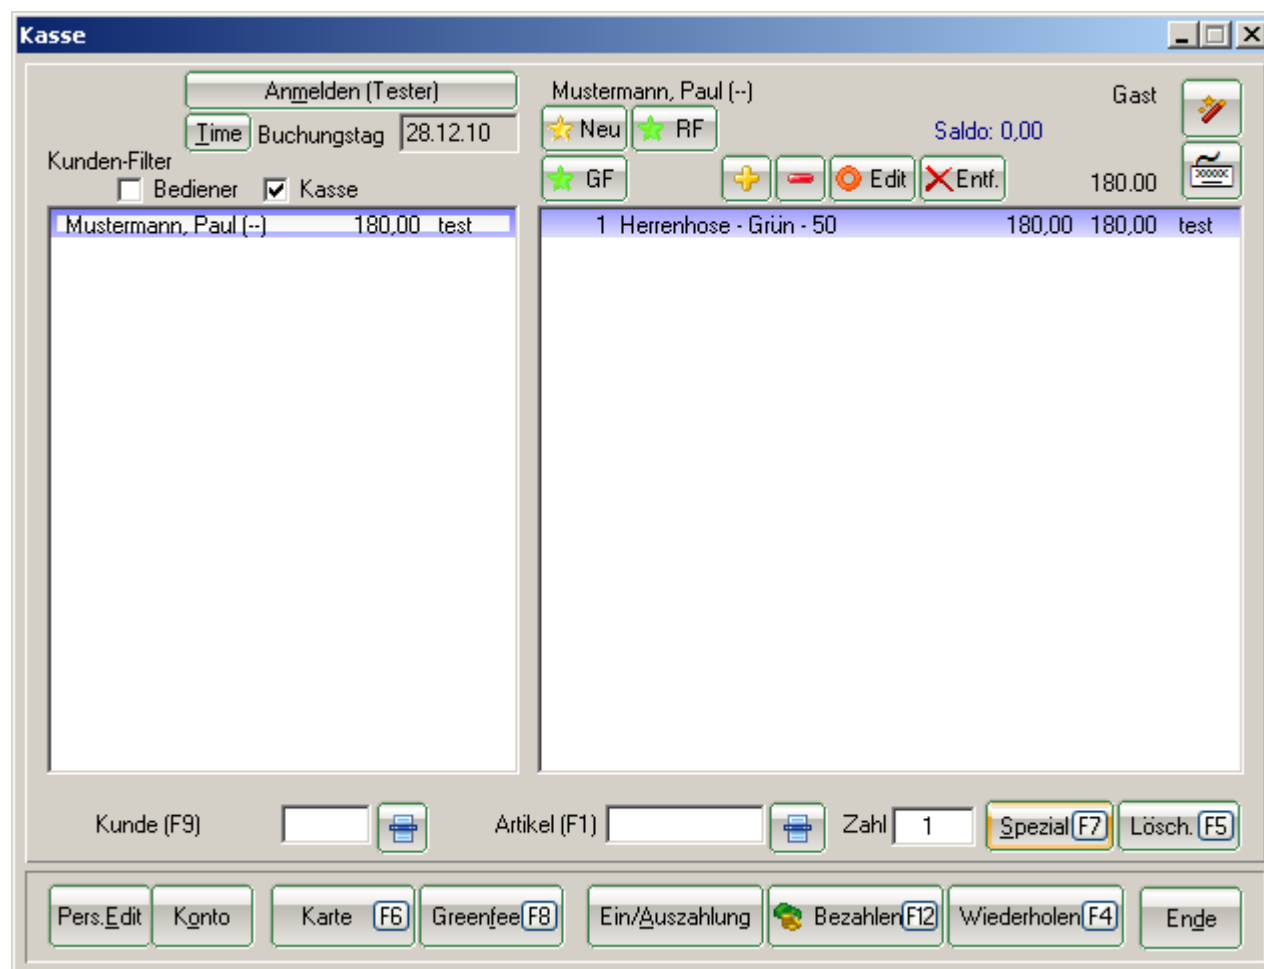 Kasse
Anmelden (Tester)
Time Buchungstag 28.12.10
Kunden-Filter
Bediener Kasse
Mustermann, Paul (--) Gast
Neu RF Saldo: 0,00
GF Edit Entf. 180.00
Mustermann, Paul (--) 180,00 test
1 Herrenhose - Grün - 50 180,00 180,00 test
Kunde (F9) Artikel (F1) Zahl 1 Spezial F7 Lösch. F5
Pers.Edit Konto Karte F6 Greenfee F8 Ein/Auszahlung Bezahlen F12 Wiederholen F4 Ende